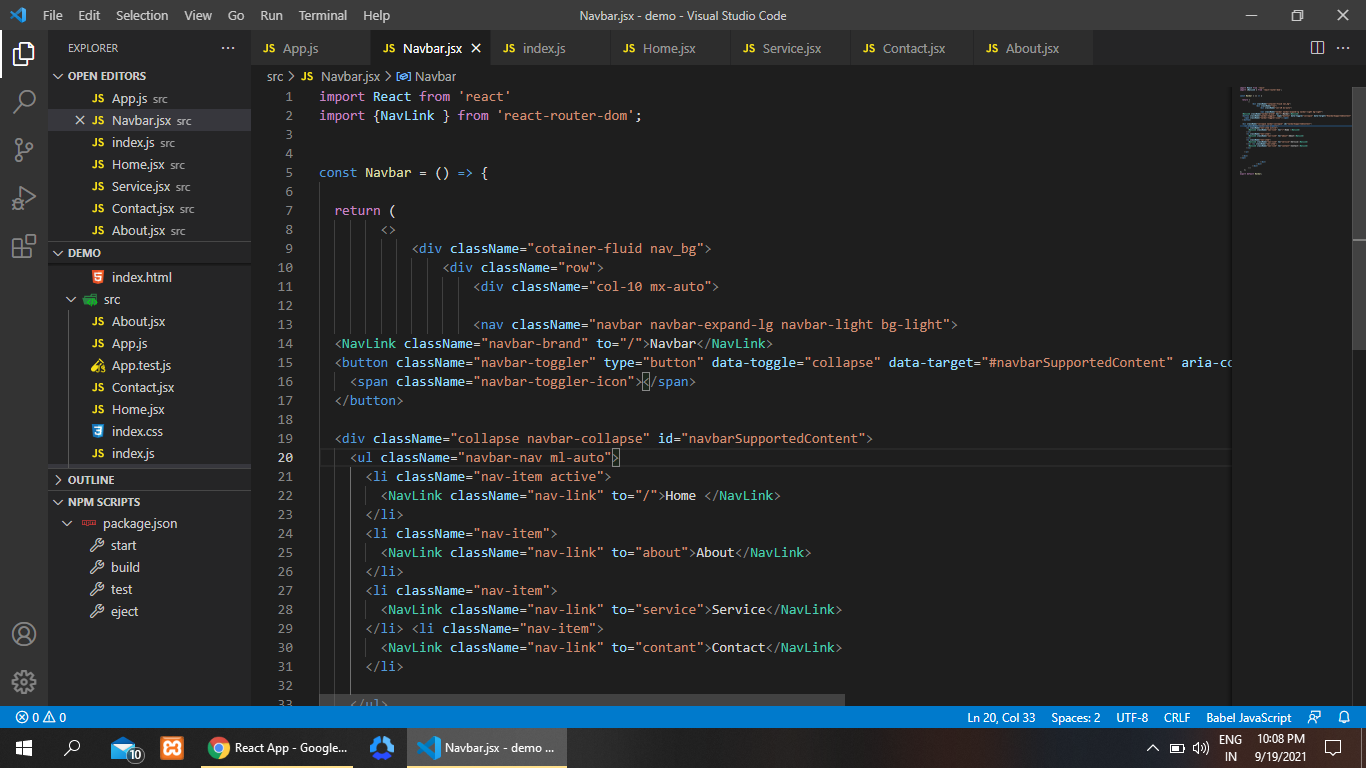 File Edit Selection View Go Run Terminal Help Navbar.jsx - demo - Visual Studio Code
EXPLORER
OPEN EDITORS
JS App.js src
JS Navbar.jsx src
JS index.js src
JS Home.jsx src
JS Service.jsx src
JS Contact.jsx src
JS About.jsx src
DEMO
index.html
src
JS About.jsx
JS App.js
App.test.js
JS Contact.jsx
JS Home.jsx
index.css
JS index.js
OUTLINE
NPM SCRIPTS
package.json
start
build
test
eject
JS App.js JS Navbar.jsx JS index.js JS Home.jsx JS Service.jsx JS Contact.jsx JS About.jsx
src > JS Navbar.jsx > Navbar
1 import React from 'react'
2 import {NavLink } from 'react-router-dom';
3
4
5 const Navbar = () => {
6
7 return (
8 <>
9 <div className="cotainer-fluid nav_bg">
10 <div className="row">
11 <div className="col-10 mx-auto">
12
13 <nav className="navbar navbar-expand-lg navbar-light bg-light">
14 <NavLink className="navbar-brand" to="/">Navbar</NavLink>
15 <button className="navbar-toggler" type="button" data-toggle="collapse" data-target="#navbarSupportedContent" aria-co
16 <span className="navbar-toggler-icon"></span>
17 </button>
18
19 <div className="collapse navbar-collapse" id="navbarSupportedContent">
20 <ul className="navbar-nav ml-auto">
21 <li className="nav-item active">
22 <NavLink className="nav-link" to="/">Home </NavLink>
23 </li>
24 <li className="nav-item">
25 <NavLink className="nav-link" to="about">About</NavLink>
26 </li>
27 <li className="nav-item">
28 <NavLink className="nav-link" to="service">Service</NavLink>
29 </li> <li className="nav-item">
30 <NavLink className="nav-link" to="contant">Contact</NavLink>
31 </li>
32
33 </ul>
0 0 Ln 20, Col 33 Spaces: 2 UTF-8 CRLF Babel JavaScript
10 React App - Google... Navbar.jsx - demo ... ENG IN 10:08 PM 9/19/2021